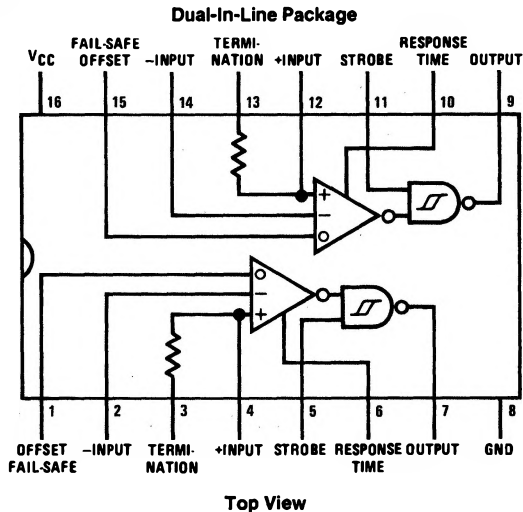 Dual-In-Line Package
VCC
FAIL-SAFE
OFFSET
–INPUT
TERMI-
NATION
+INPUT
STROBE
RESPONSE
TIME
OUTPUT
16 15 14 13 12 11 10 9
+
–
+
–
1 2 3 4 5 6 7 8
OFFSET
FAIL-SAFE
–INPUT
TERMI-
NATION
+INPUT
STROBE
RESPONSE
TIME
OUTPUT
GND
Top View